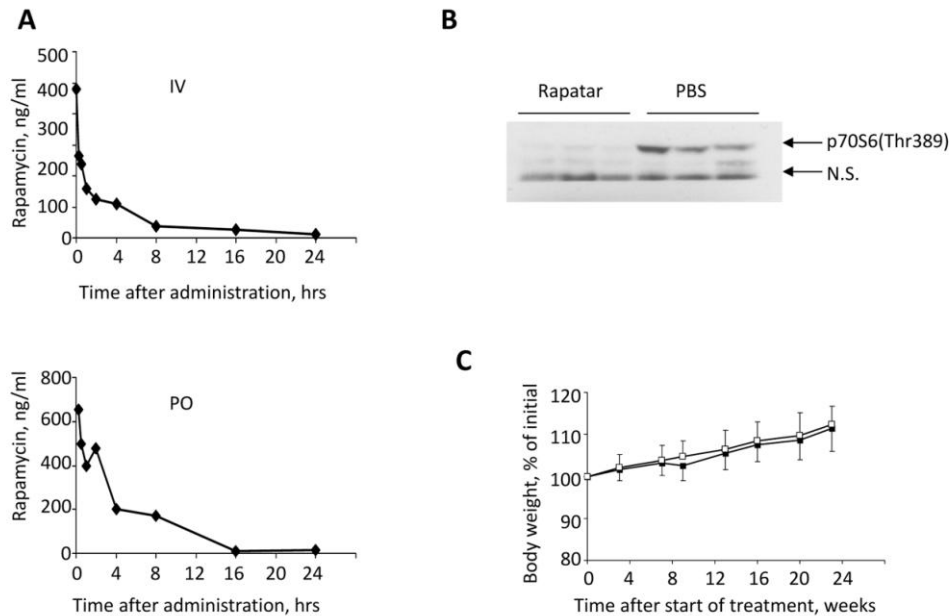 A
500
400
300
200
100
0
Rapamycin, ng/ml
IV
0 4 8 12 16 20 24
Time after administration, hrs
800
600
400
200
0
Rapamycin, ng/ml
PO
0 4 8 12 16 20 24
Time after administration, hrs
B
Rapatar PBS
p70S6(Thr389)
N.S.
C
120
110
100
90
80
Body weight, % of initial
0 4 8 12 16 20 24
Time after start of treatment, weeks